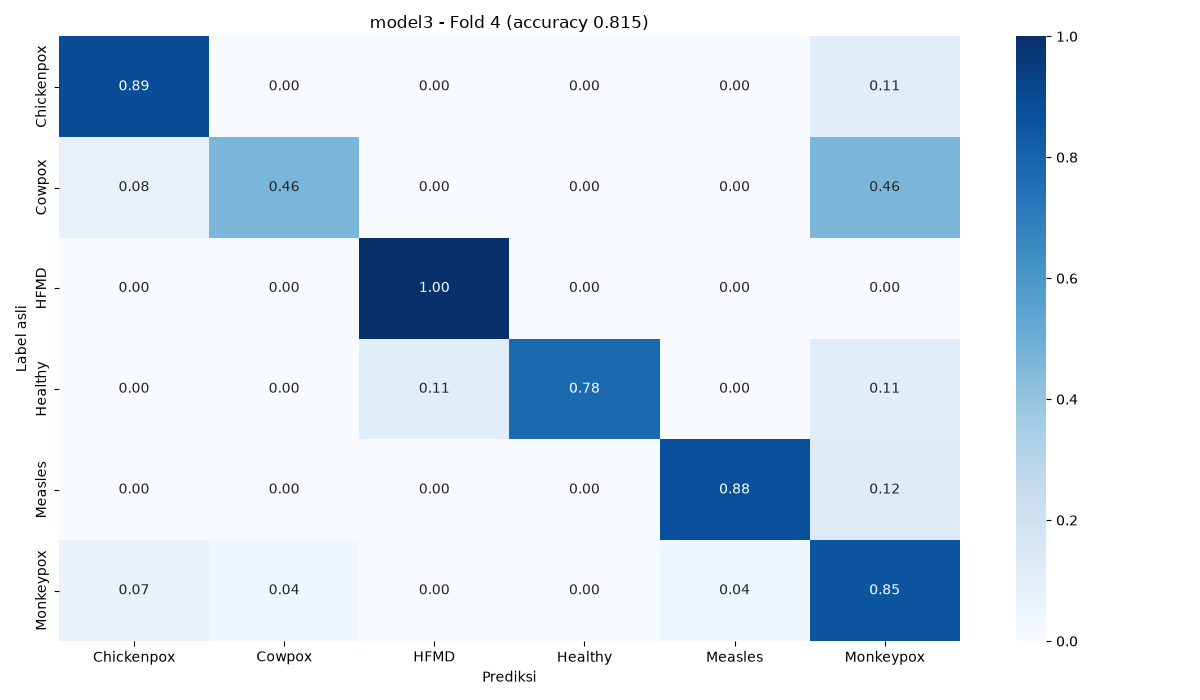 model3 - Fold 4 (accuracy 0.815)
Label asli
Chickenpox 0.89 0.00 0.00 0.00 0.00 0.11
Cowpox 0.08 0.46 0.00 0.00 0.00 0.46
HFMD 0.00 0.00 1.00 0.00 0.00 0.00
Healthy 0.00 0.00 0.11 0.78 0.00 0.11
Measles 0.00 0.00 0.00 0.00 0.88 0.12
Monkeypox 0.07 0.04 0.00 0.00 0.04 0.85
Chickenpox Cowpox HFMD Healthy Measles Monkeypox
Prediksi
1.0
0.8
0.6
0.4
0.2
0.0